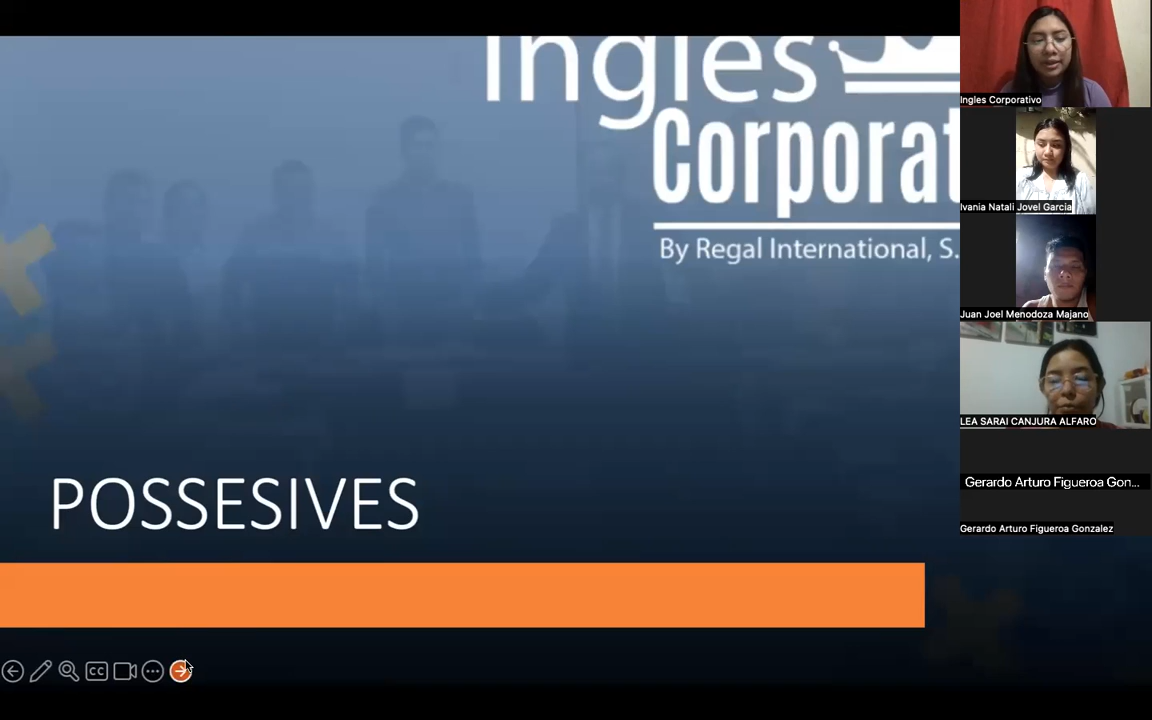 Ingles
Corporat
By Regal International, S.
POSSESIVES
CC
Ingles Corporativo
Ivania Natali Jovel Garcia
Juan Joel Menodoza Majano
LEA SARAI CANJURA ALFARO
Gerardo Arturo Figueroa Gon...
Gerardo Arturo Figueroa Gonzalez